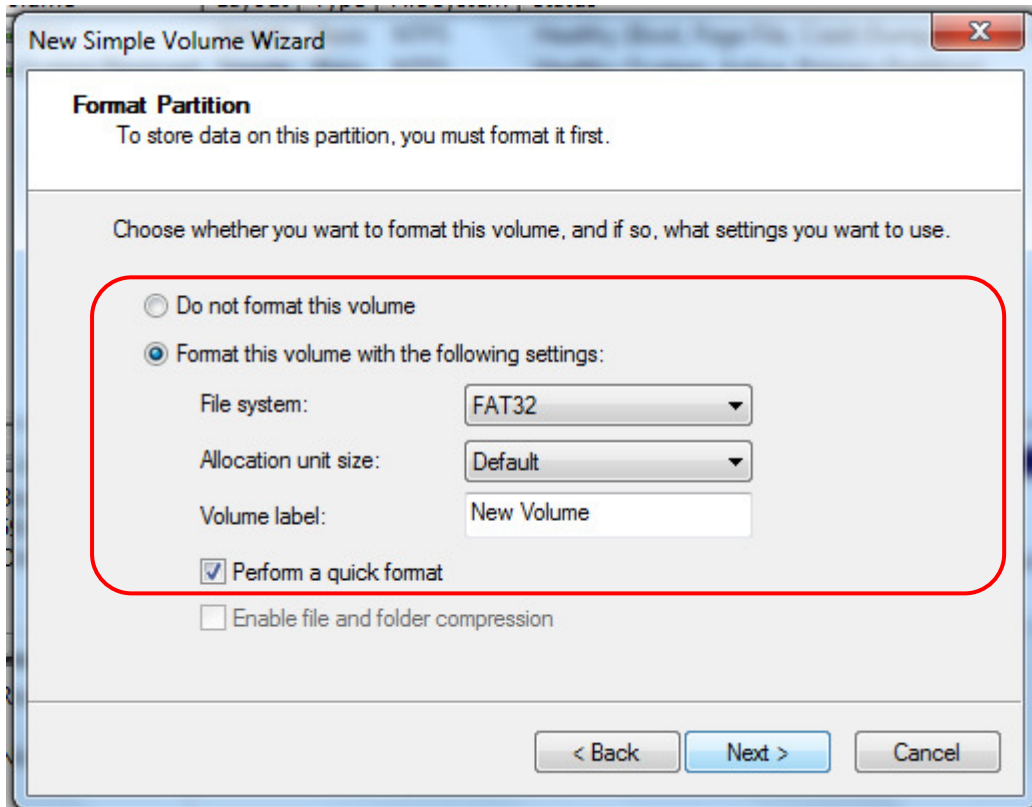 New Simple Volume Wizard
Format Partition
To store data on this partition, you must format it first.
Choose whether you want to format this volume, and if so, what settings you want to use.
Do not format this volume
Format this volume with the following settings:
File system: FAT32
Allocation unit size: Default
Volume label: New Volume
Perform a quick format
Enable file and folder compression
< Back Next > Cancel